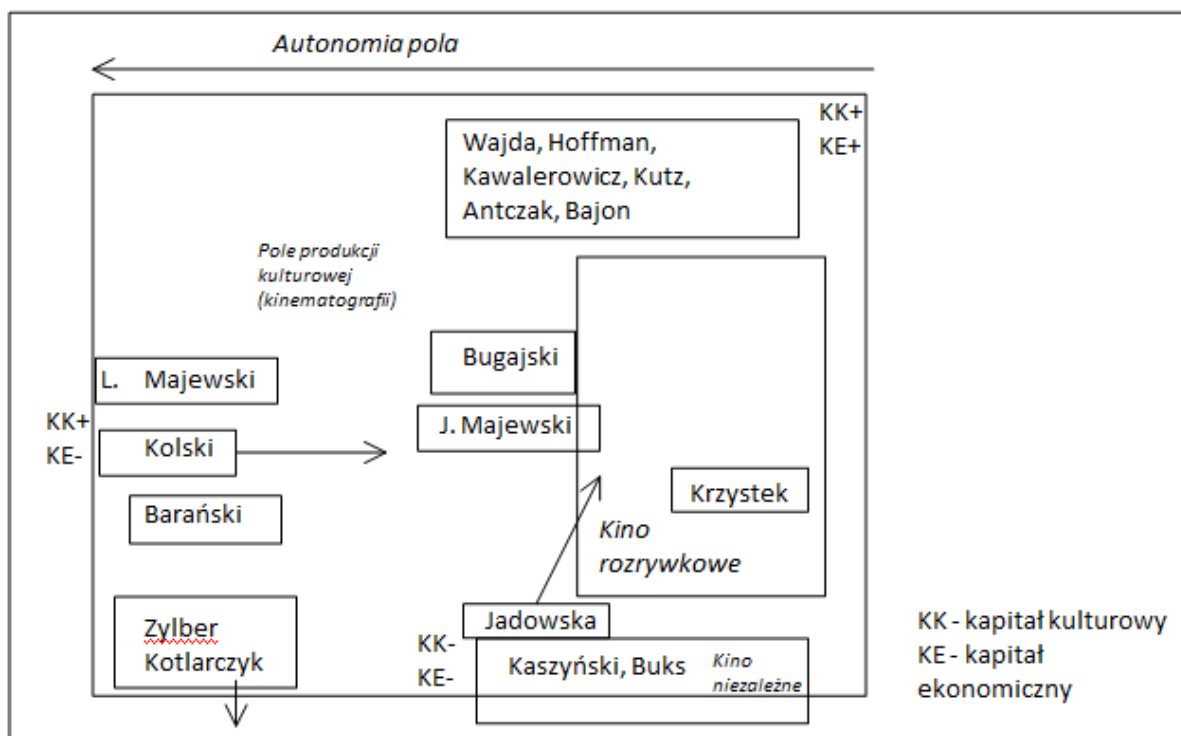 Autonomia pola
KK+
KE+
Wajda, Hoffman,
Kawalerowicz, Kutz,
Antczak, Bajon
Pole produkcji
kulturowej
(kinematografii)
Bugajski
L. Majewski
J. Majewski
KK+
KE-
Kolski
Krzystek
Barański
Kino
rozrywkowe
Zylber
Kotlarczyk
Jadowska
KK-
KE-
Kaszyński, Buks
Kino
niezależne
KK - kapitał kulturowy
KE - kapitał
ekonomiczny